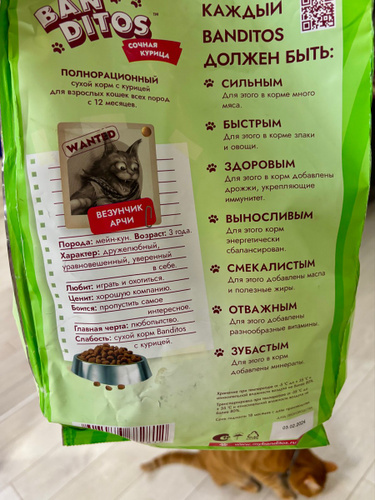 BAN
DITOS
СОЧНАЯ
КУРИЦА
ПОЛНОРАЦИОННЫЙ
сухой корм с курицей
для взрослых кошек всех пород
с 12 месяцев.
WANTED
ВЕЗУНЧИК
АРЧИ
Порода: мейн-кун. Возраст: 3 года.
Характер: дружелюбный,
уравновешенный, уверенный
в себе.
Любит: играть и охотиться.
Ценит: хорошую компанию.
Боится: пропустить самое
интересное.
Главная черта: любопытство.
Слабость: сухой корм Banditos
с курицей.
КАЖДЫЙ
BANDITOS
ДОЛЖЕН БЫТЬ:
СИЛЬНЫМ
Для этого в корме много
мяса.
БЫСТРЫМ
Для этого в корме злаки
и овощи.
ЗДОРОВЫМ
Для этого в корм добавлены
дрожжи, укрепляющие
иммунитет.
ВЫНОСЛИВЫМ
Для этого корм
энергетически
сбалансирован.
СМЕКАЛИСТЫМ
Для этого добавлены масла
и полезные жиры.
ОТВАЖНЫМ
Для этого добавлены
разнообразные витамины.
ЗУБАСТЫМ
Для этого в корм
добавлены минералы.